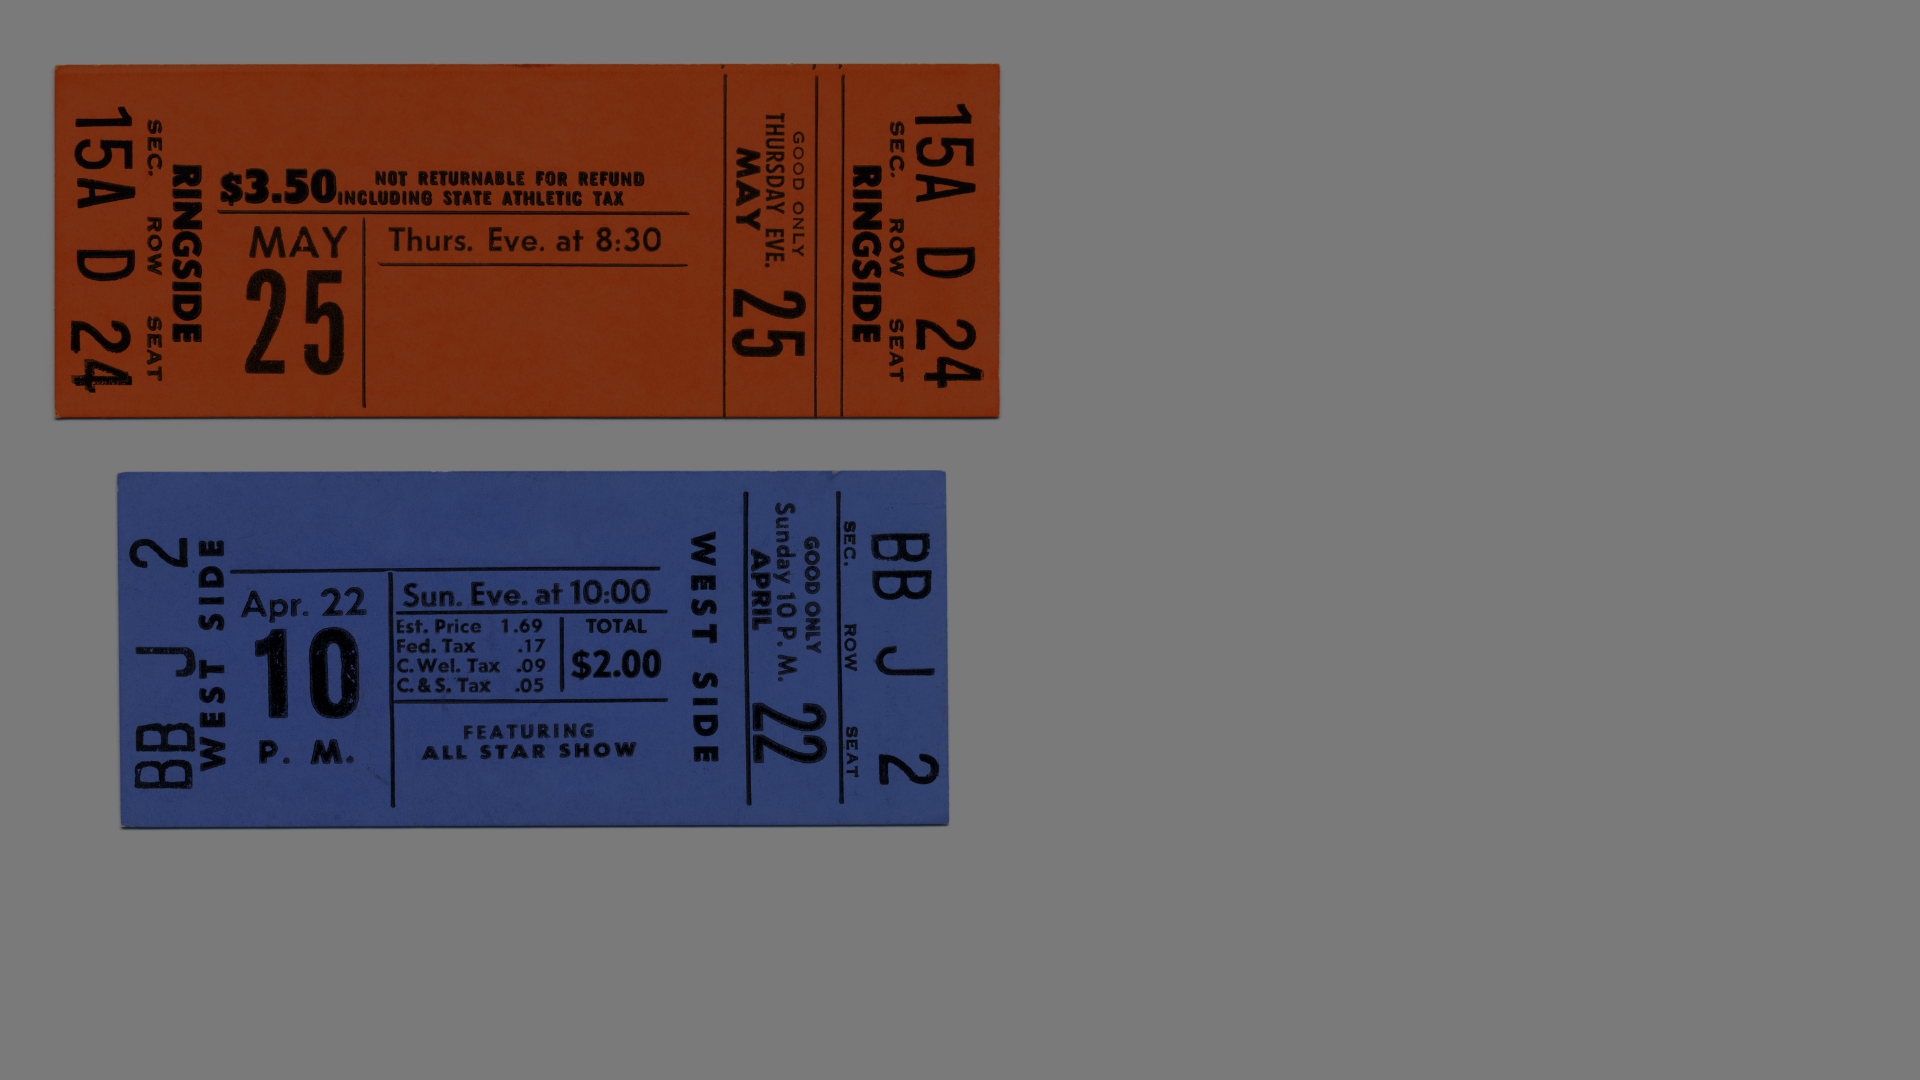 15A D 24
SEC. ROW SEAT
RINGSIDE
$3.50 NOT RETURNABLE FOR REFUND
INCLUDING STATE ATHLETIC TAX
MAY
25
Thurs. Eve. at 8:30
GOOD ONLY
THURSDAY EVE.
MAY 25
15A D 24
SEC. ROW SEAT
RINGSIDE
BB J 2
WEST SIDE
Apr. 22
10
P. M.
Sun. Eve. at 10:00
Est. Price 1.69
Fed. Tax .17
C. Wel. Tax .09
C. & S. Tax .05
TOTAL
$2.00
FEATURING
ALL STAR SHOW
WEST SIDE
GOOD ONLY
Sunday 10 P. M.
APRIL 22
BB J 2
SEC. ROW SEAT